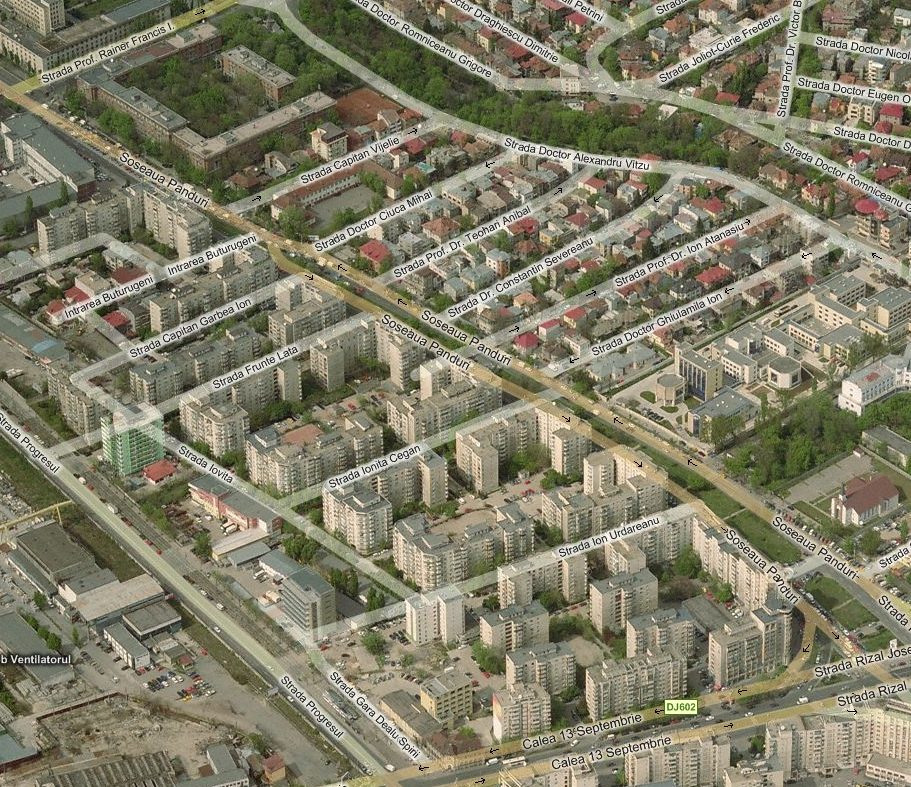 Strada Doctor Romniceanu Grigore
Doctor Draghiescu Dimitrie
Petrini
Strada
Strada Joliot-Curie Frederic
Strada Prof. Dr. Victor B
Strada Doctor Nicol
Strada Doctor Eugen
Strada Doctor D
Strada Doctor Romniceanu G
Strada Prof. Rainer Francis I
Strada Doctor Alexandru Vitzu
Strada Capitan Vijelie
Soseaua Panduri
Strada Doctor Ciuca Mihai
Strada Prof. Dr. Teohari Anibal
Strada Dr. Constantin Severeanu
Strada Prof. Dr. Ion Atanasiu
Strada Doctor Ghiulamila Ion
Intrarea Buturugeni
Intrarea Buturugeni
Strada Capitan Garbea Ion
Strada Frunte Lata
Soseaua Panduri
Soseaua Panduri
Strada Progresul
Strada Iovita
Strada Ionita Cegan
Strada Ion Urdareanu
Soseaua Panduri
Soseaua Panduri
Strada
Strada
b Ventilatorul
Strada Rizal Jose
Strada Rizal
DJ602
Calea 13 Septembrie
Calea 13 Septembrie
Strada Progresul
Strada Gara Dealu Spirii